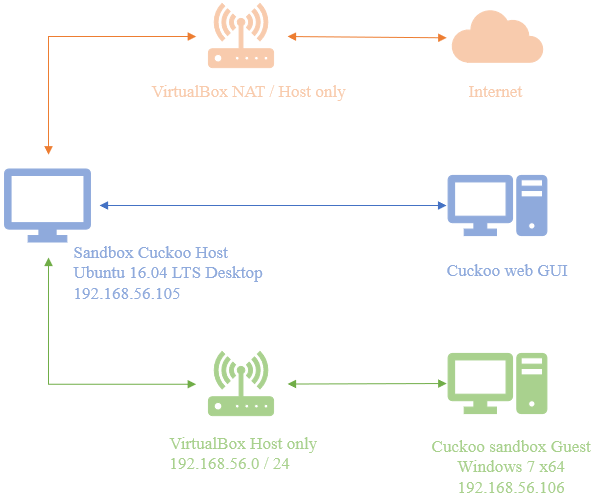 VirtualBox NAT / Host only
Internet
Sandbox Cuckoo Host
Ubuntu 16.04 LTS Desktop
192.168.56.105
Cuckoo web GUI
VirtualBox Host only
192.168.56.0 / 24
Cuckoo sandbox Guest
Windows 7 x64
192.168.56.106